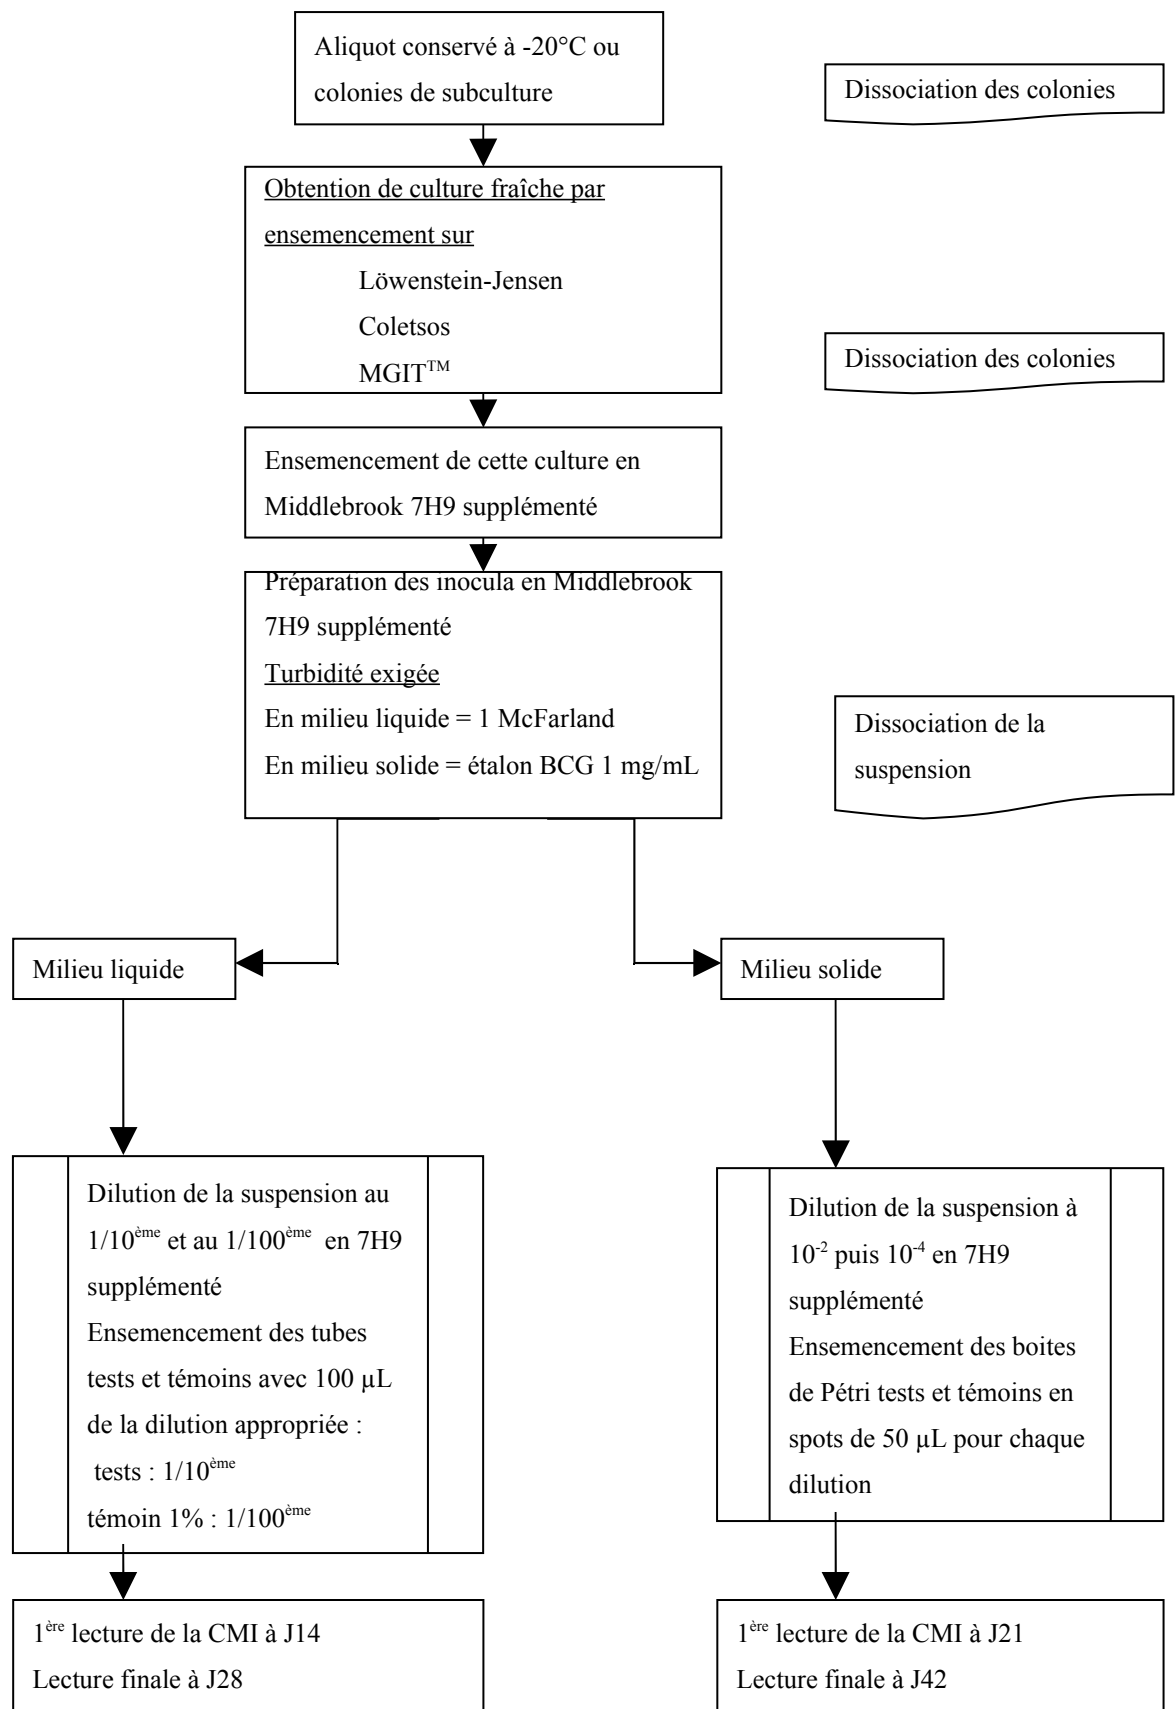 Aliquot conservé à -20°C ou
colonies de subculture
Dissociation des colonies
Obtention de culture fraîche par
ensemencement sur
Löwenstein-Jensen
Coletsos
MGIT™
Dissociation des colonies
Ensemencement de cette culture en
Middlebrook 7H9 supplémenté
Préparation des inocula en Middlebrook
7H9 supplémenté
Turbidité exigée
En milieu liquide = 1 McFarland
En milieu solide = étalon BCG 1 mg/mL
Dissociation de la
suspension
Milieu liquide
Milieu solide
Dilution de la suspension au
1/10ème et au 1/100ème en 7H9
supplémenté
Ensemencement des tubes
tests et témoins avec 100 µL
de la dilution appropriée :
tests : 1/10ème
témoin 1% : 1/100ème
Dilution de la suspension à
10-2 puis 10-4 en 7H9
supplémenté
Ensemencement des boites
de Pétri tests et témoins en
spots de 50 µL pour chaque
dilution
1ère lecture de la CMI à J14
Lecture finale à J28
1ère lecture de la CMI à J21
Lecture finale à J42